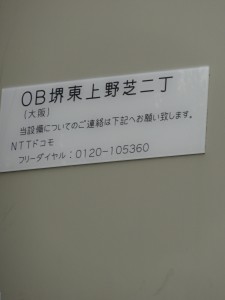 OB堺東上野芝二丁
(大阪)
当設備についてのご連絡は下記へお願い致します。
NTTドコモ
フリーダイヤル:0120-105360